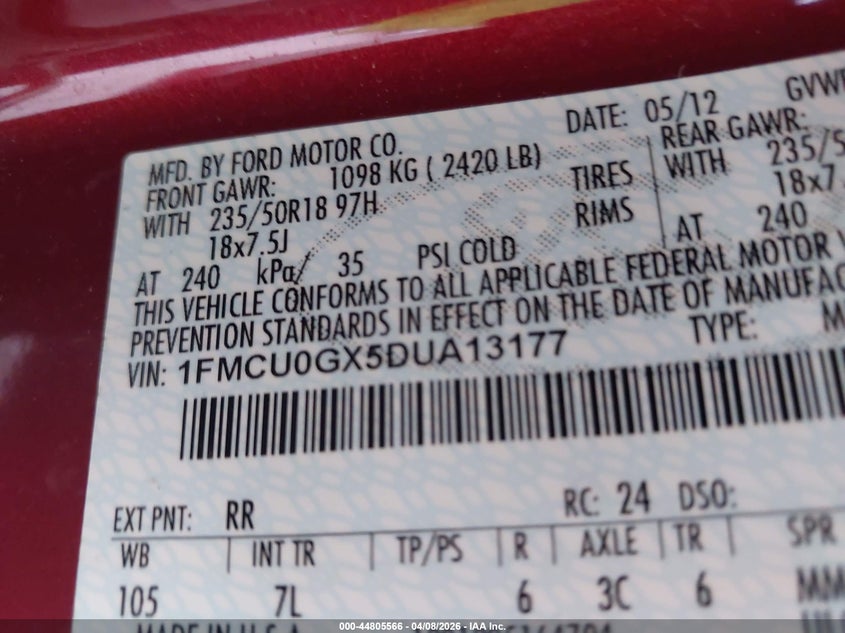 DATE: 05/12 GVWR
MFD. BY FORD MOTOR CO.
FRONT GAWR: 1098 KG ( 2420 LB) REAR GAWR:
WITH 235/50R18 97H TIRES WITH 235/5
18x7.5J RIMS 18x7.
AT 240 kPa/ 35 PSI COLD AT 240
THIS VEHICLE CONFORMS TO ALL APPLICABLE FEDERAL MOTOR V
PREVENTION STANDARDS IN EFFECT ON THE DATE OF MANUFAC
VIN: 1FMCU0GX5DUA13177 TYPE: M
EXT PNT: RR RC: 24 DSO:
WB INT TR TP/PS R AXLE TR SPR
105 7L 6 3C 6 MM
MADE IN U.S.A.
000-44805566 - 04/08/2026 - IAA Inc.